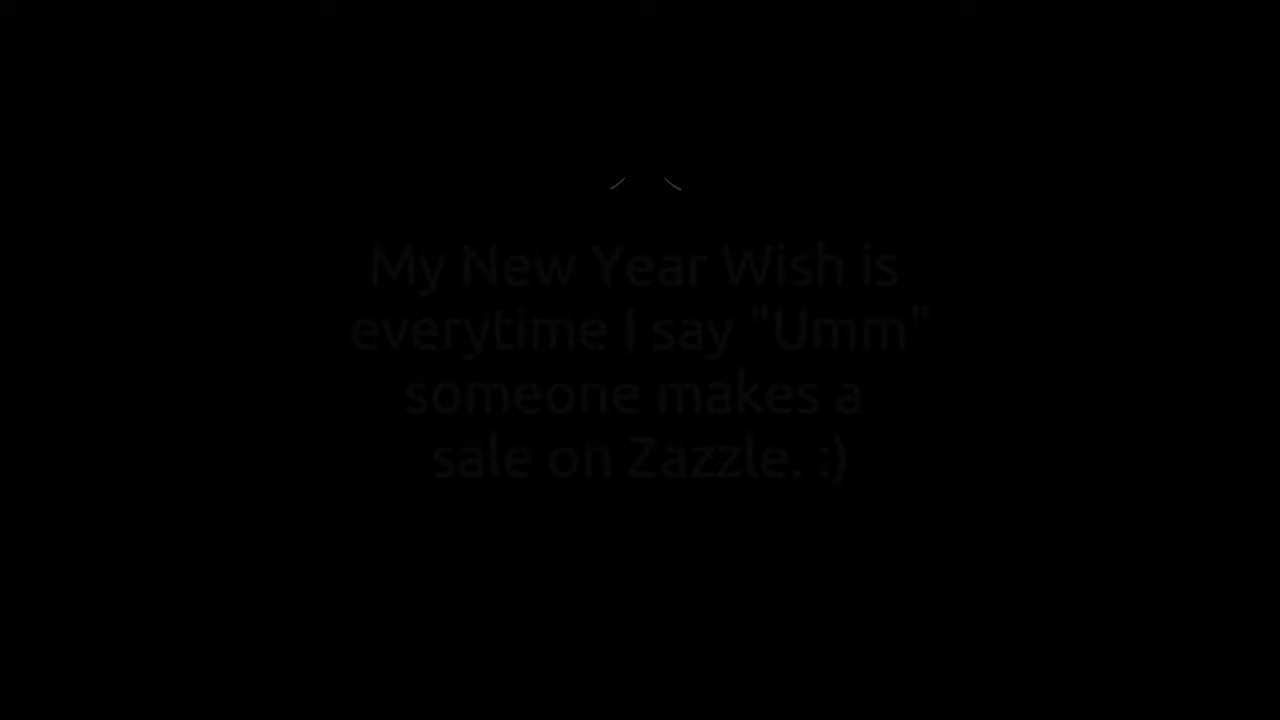 My New Year Wish is
everytime I say "Umm"
someone makes a
sale on Zazzle. :)